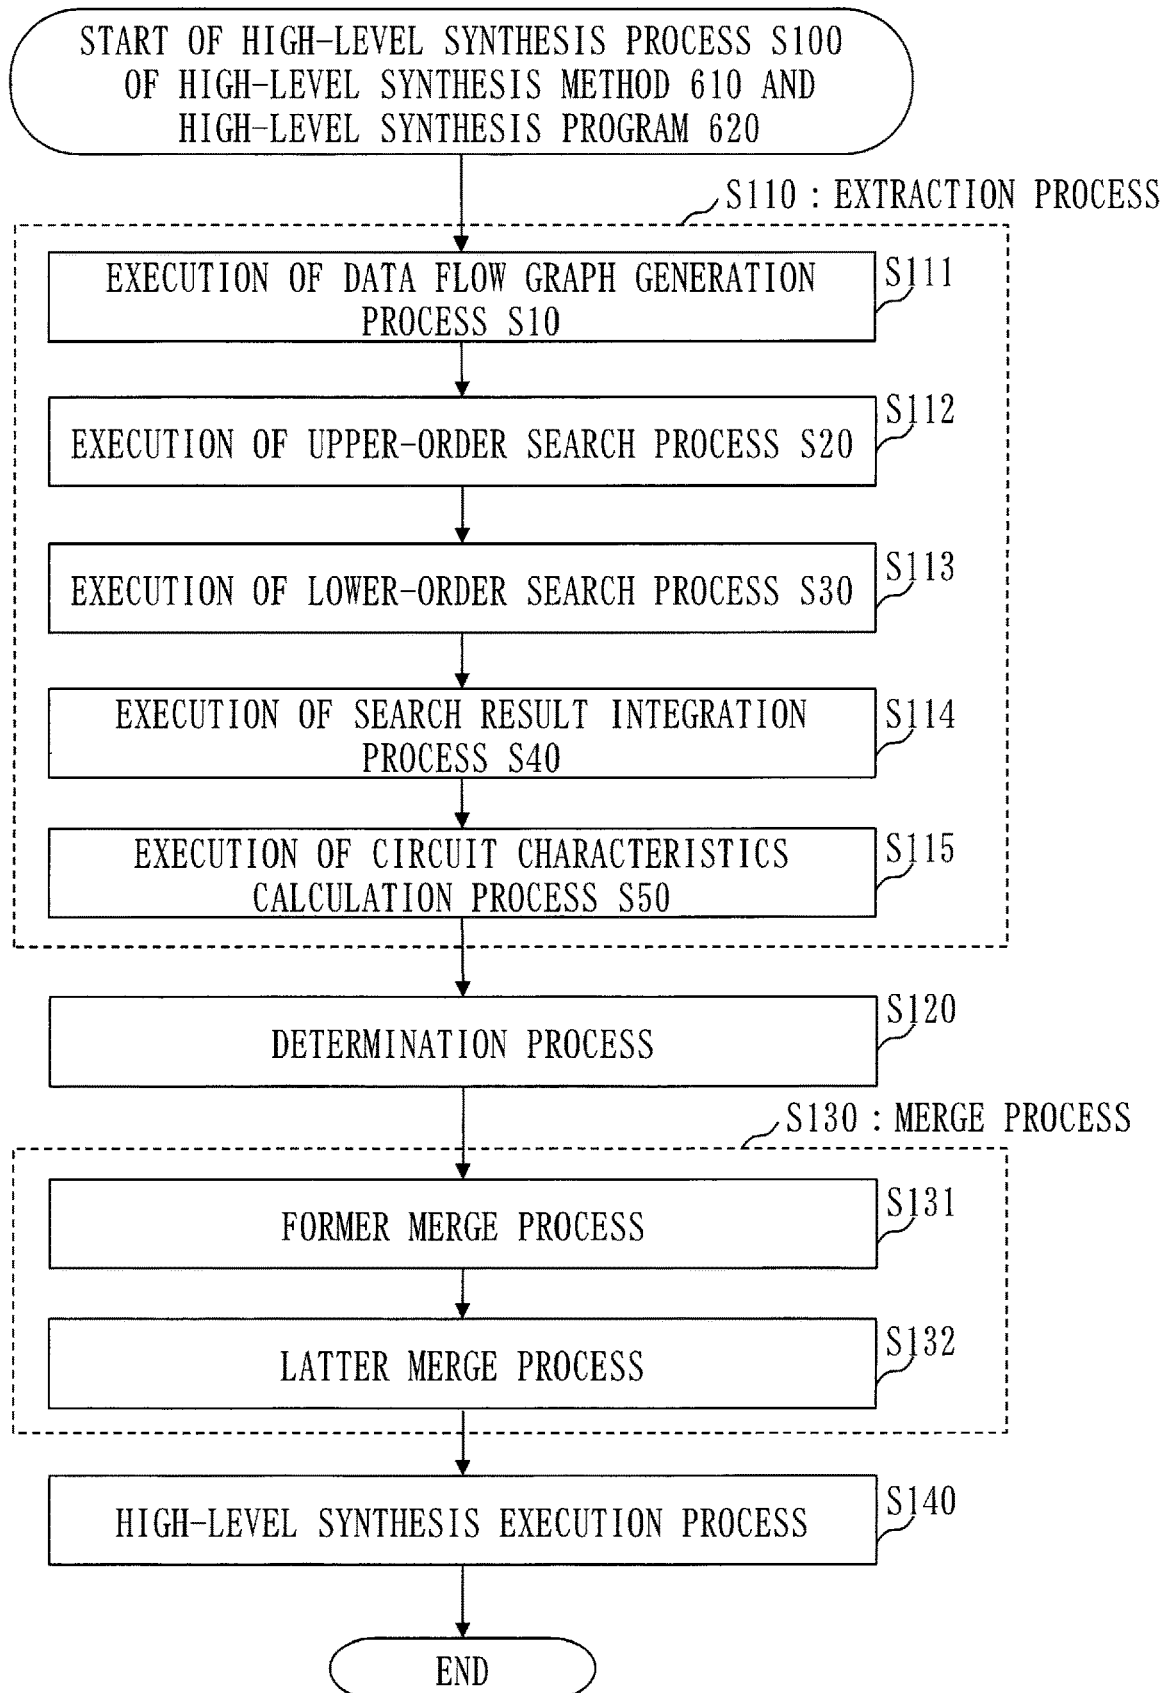 START OF HIGH-LEVEL SYNTHESIS PROCESS S100
OF HIGH-LEVEL SYNTHESIS METHOD 610 AND
HIGH-LEVEL SYNTHESIS PROGRAM 620
S110 : EXTRACTION PROCESS
EXECUTION OF DATA FLOW GRAPH GENERATION
PROCESS S10
S111
EXECUTION OF UPPER-ORDER SEARCH PROCESS S20
S112
EXECUTION OF LOWER-ORDER SEARCH PROCESS S30
S113
EXECUTION OF SEARCH RESULT INTEGRATION
PROCESS S40
S114
EXECUTION OF CIRCUIT CHARACTERISTICS
CALCULATION PROCESS S50
S115
DETERMINATION PROCESS
S120
S130 : MERGE PROCESS
FORMER MERGE PROCESS
S131
LATTER MERGE PROCESS
S132
HIGH-LEVEL SYNTHESIS EXECUTION PROCESS
S140
END